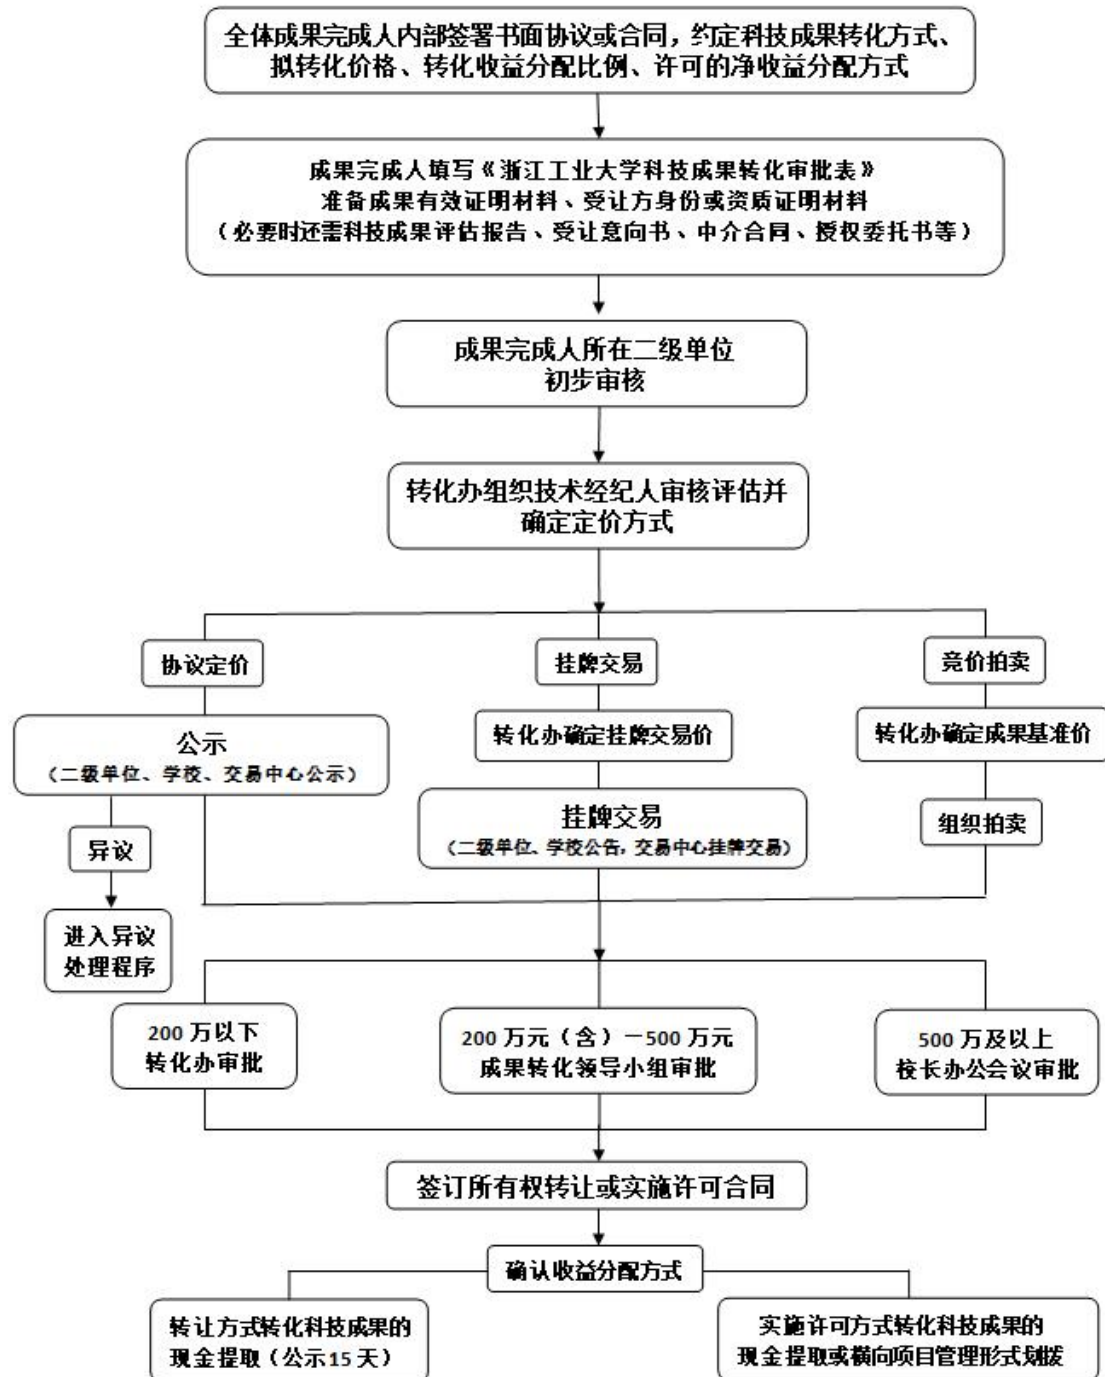 全体成果完成人内部签署书面协议或合同，约定科技成果转化方式、
拟转化价格、转化收益分配比例、许可的净收益分配方式
成果完成人填写《浙江工业大学科技成果转化审批表》
准备成果有效证明材料、受让方身份或资质证明材料
（必要时还需科技成果评估报告、受让意向书、中介合同、授权委托书等）
成果完成人所在二级单位
初步审核
转化办组织技术经纪人审核评估并
确定定价方式
协议定价
挂牌交易
竞价拍卖
公示
（二级单位、学校、交易中心公示）
转化办确定挂牌交易价
转化办确定成果基准价
挂牌交易
（二级单位、学校公告，交易中心挂牌交易）
组织拍卖
异议
进入异议
处理程序
200 万以下
转化办审批
200 万元（含）－500 万元
成果转化领导小组审批
500 万及以上
校长办公会议审批
签订所有权转让或实施许可合同
确认收益分配方式
转让方式转化科技成果的
现金提取（公示 15 天）
实施许可方式转化科技成果的
现金提取或横向项目管理形式划拨